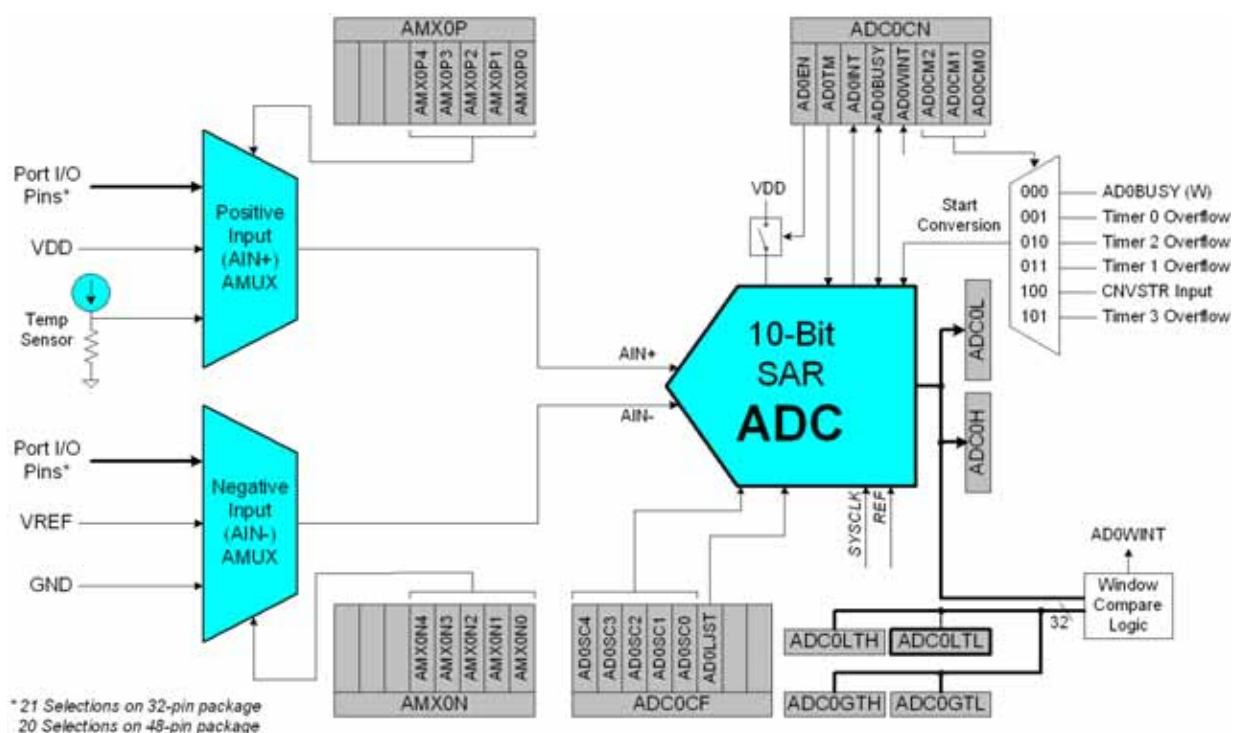 AMX0P
AMX0P4
AMX0P3
AMX0P2
AMX0P1
AMX0P0
ADC0CN
AD0EN
AD0TM
AD0INT
AD0BUSY
AD0WINT
AD0CM2
AD0CM1
AD0CM0
Port I/O
Pins*
VDD
Temp
Sensor
Positive
Input
(AIN+)
AMUX
VDD
Start
Conversion
000
AD0BUSY (W)
001
Timer 0 Overflow
010
Timer 2 Overflow
011
Timer 1 Overflow
100
CNVSTR Input
101
Timer 3 Overflow
AIN+
AIN-
10-Bit
SAR
ADC
ADC0L
ADC0H
Port I/O
Pins*
VREF
GND
Negative
Input
(AIN-)
AMUX
SYSCLK
REF
AD0WINT
Window
Compare
Logic
32
AMX0N4
AMX0N3
AMX0N2
AMX0N1
AMX0N0
AMX0N
AD0SC4
AD0SC3
AD0SC2
AD0SC1
AD0SC0
AD0LJST
ADC0CF
ADC0LTH
ADC0LTL
ADC0GTH
ADC0GTL
* 21 Selections on 32-pin package
20 Selections on 48-pin package